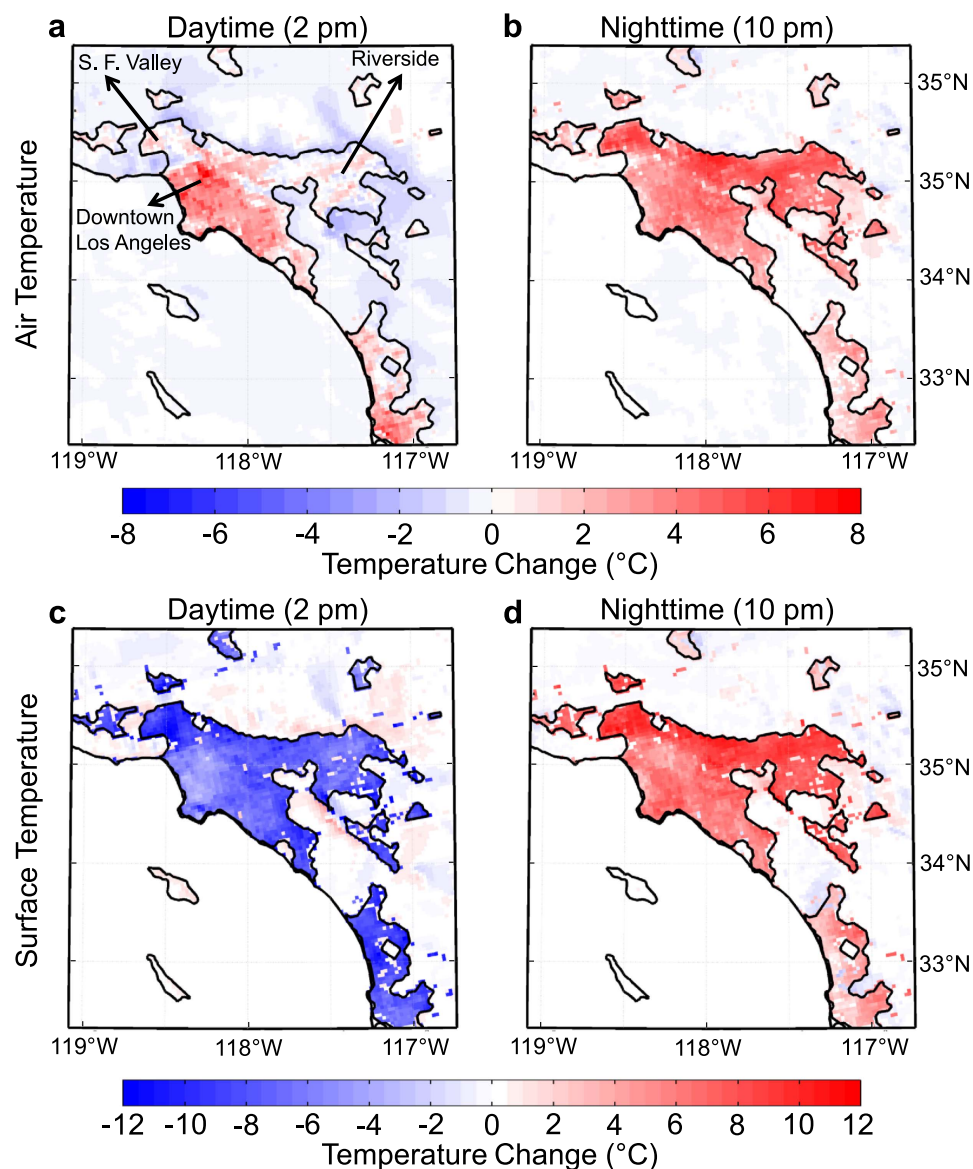 a Daytime (2 pm)
b Nighttime (10 pm)
S. F. Valley
Riverside
Downtown
Los Angeles
Air Temperature
35°N
35°N
34°N
33°N
119°W 118°W 117°W
119°W 118°W 117°W
-8 -6 -4 -2 0 2 4 6 8
Temperature Change (°C)
c Daytime (2 pm)
d Nighttime (10 pm)
Surface Temperature
35°N
35°N
34°N
33°N
119°W 118°W 117°W
119°W 118°W 117°W
-12 -10 -8 -6 -4 -2 0 2 4 6 8 10 12
Temperature Change (°C)